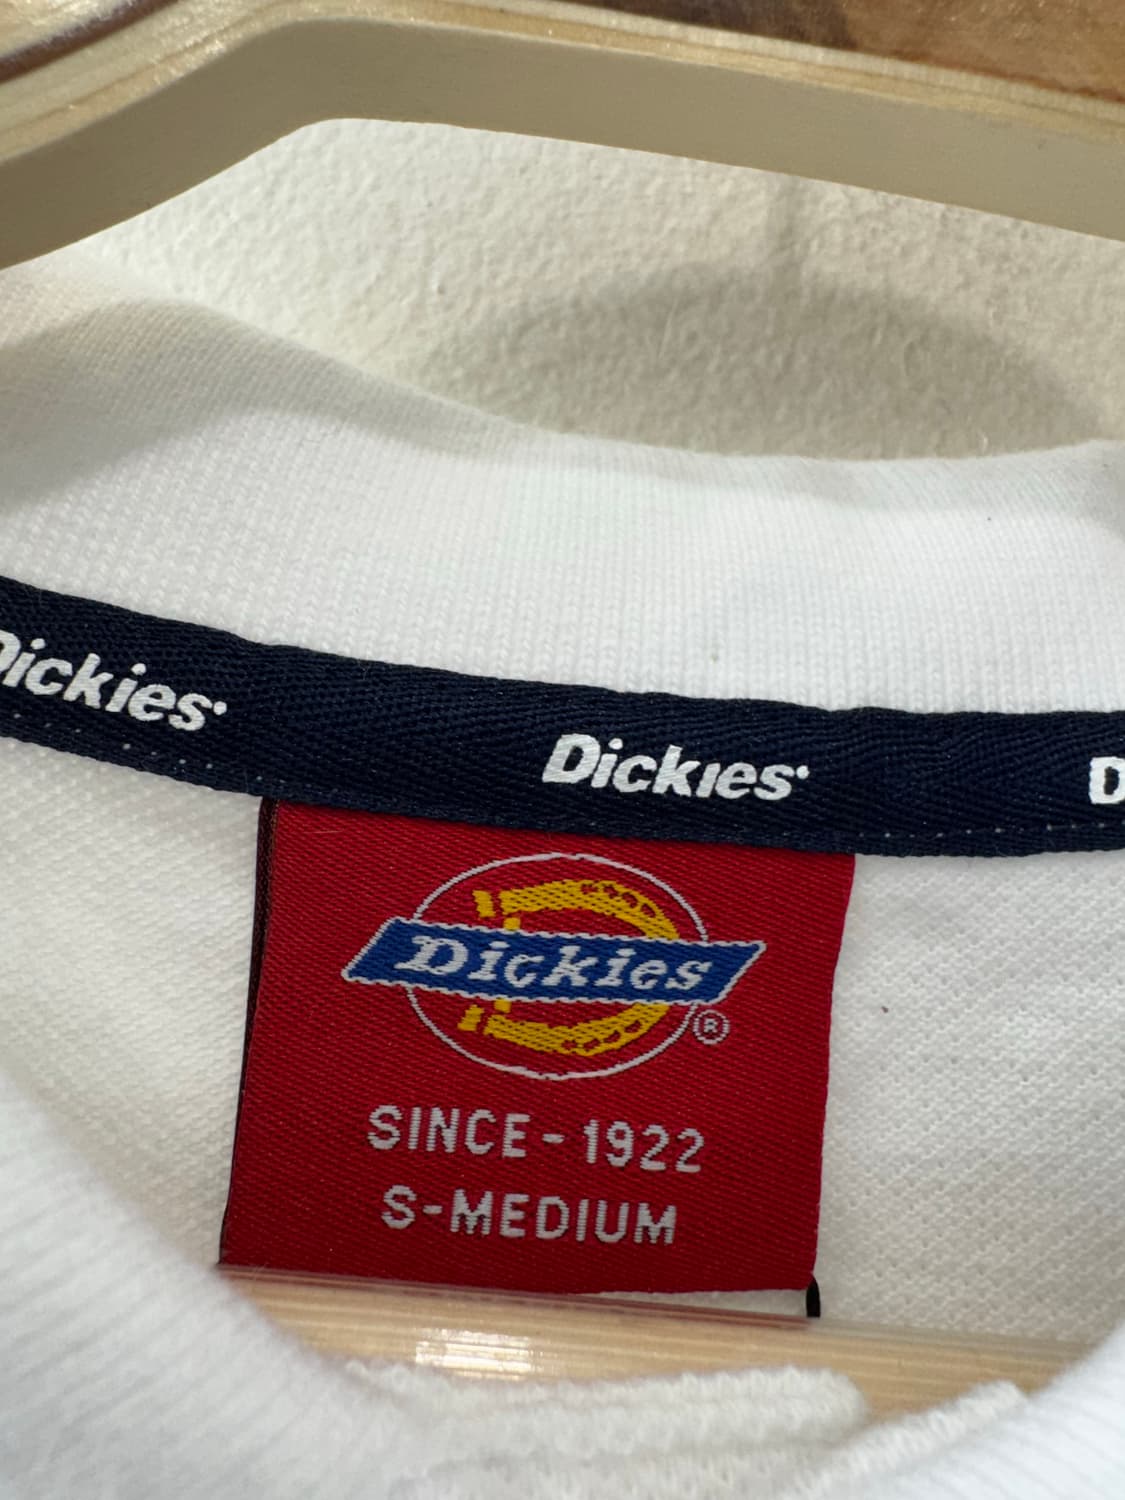 Dickies
Dickies
D
Dickies
®
SINCE-1922
S-MEDIUM